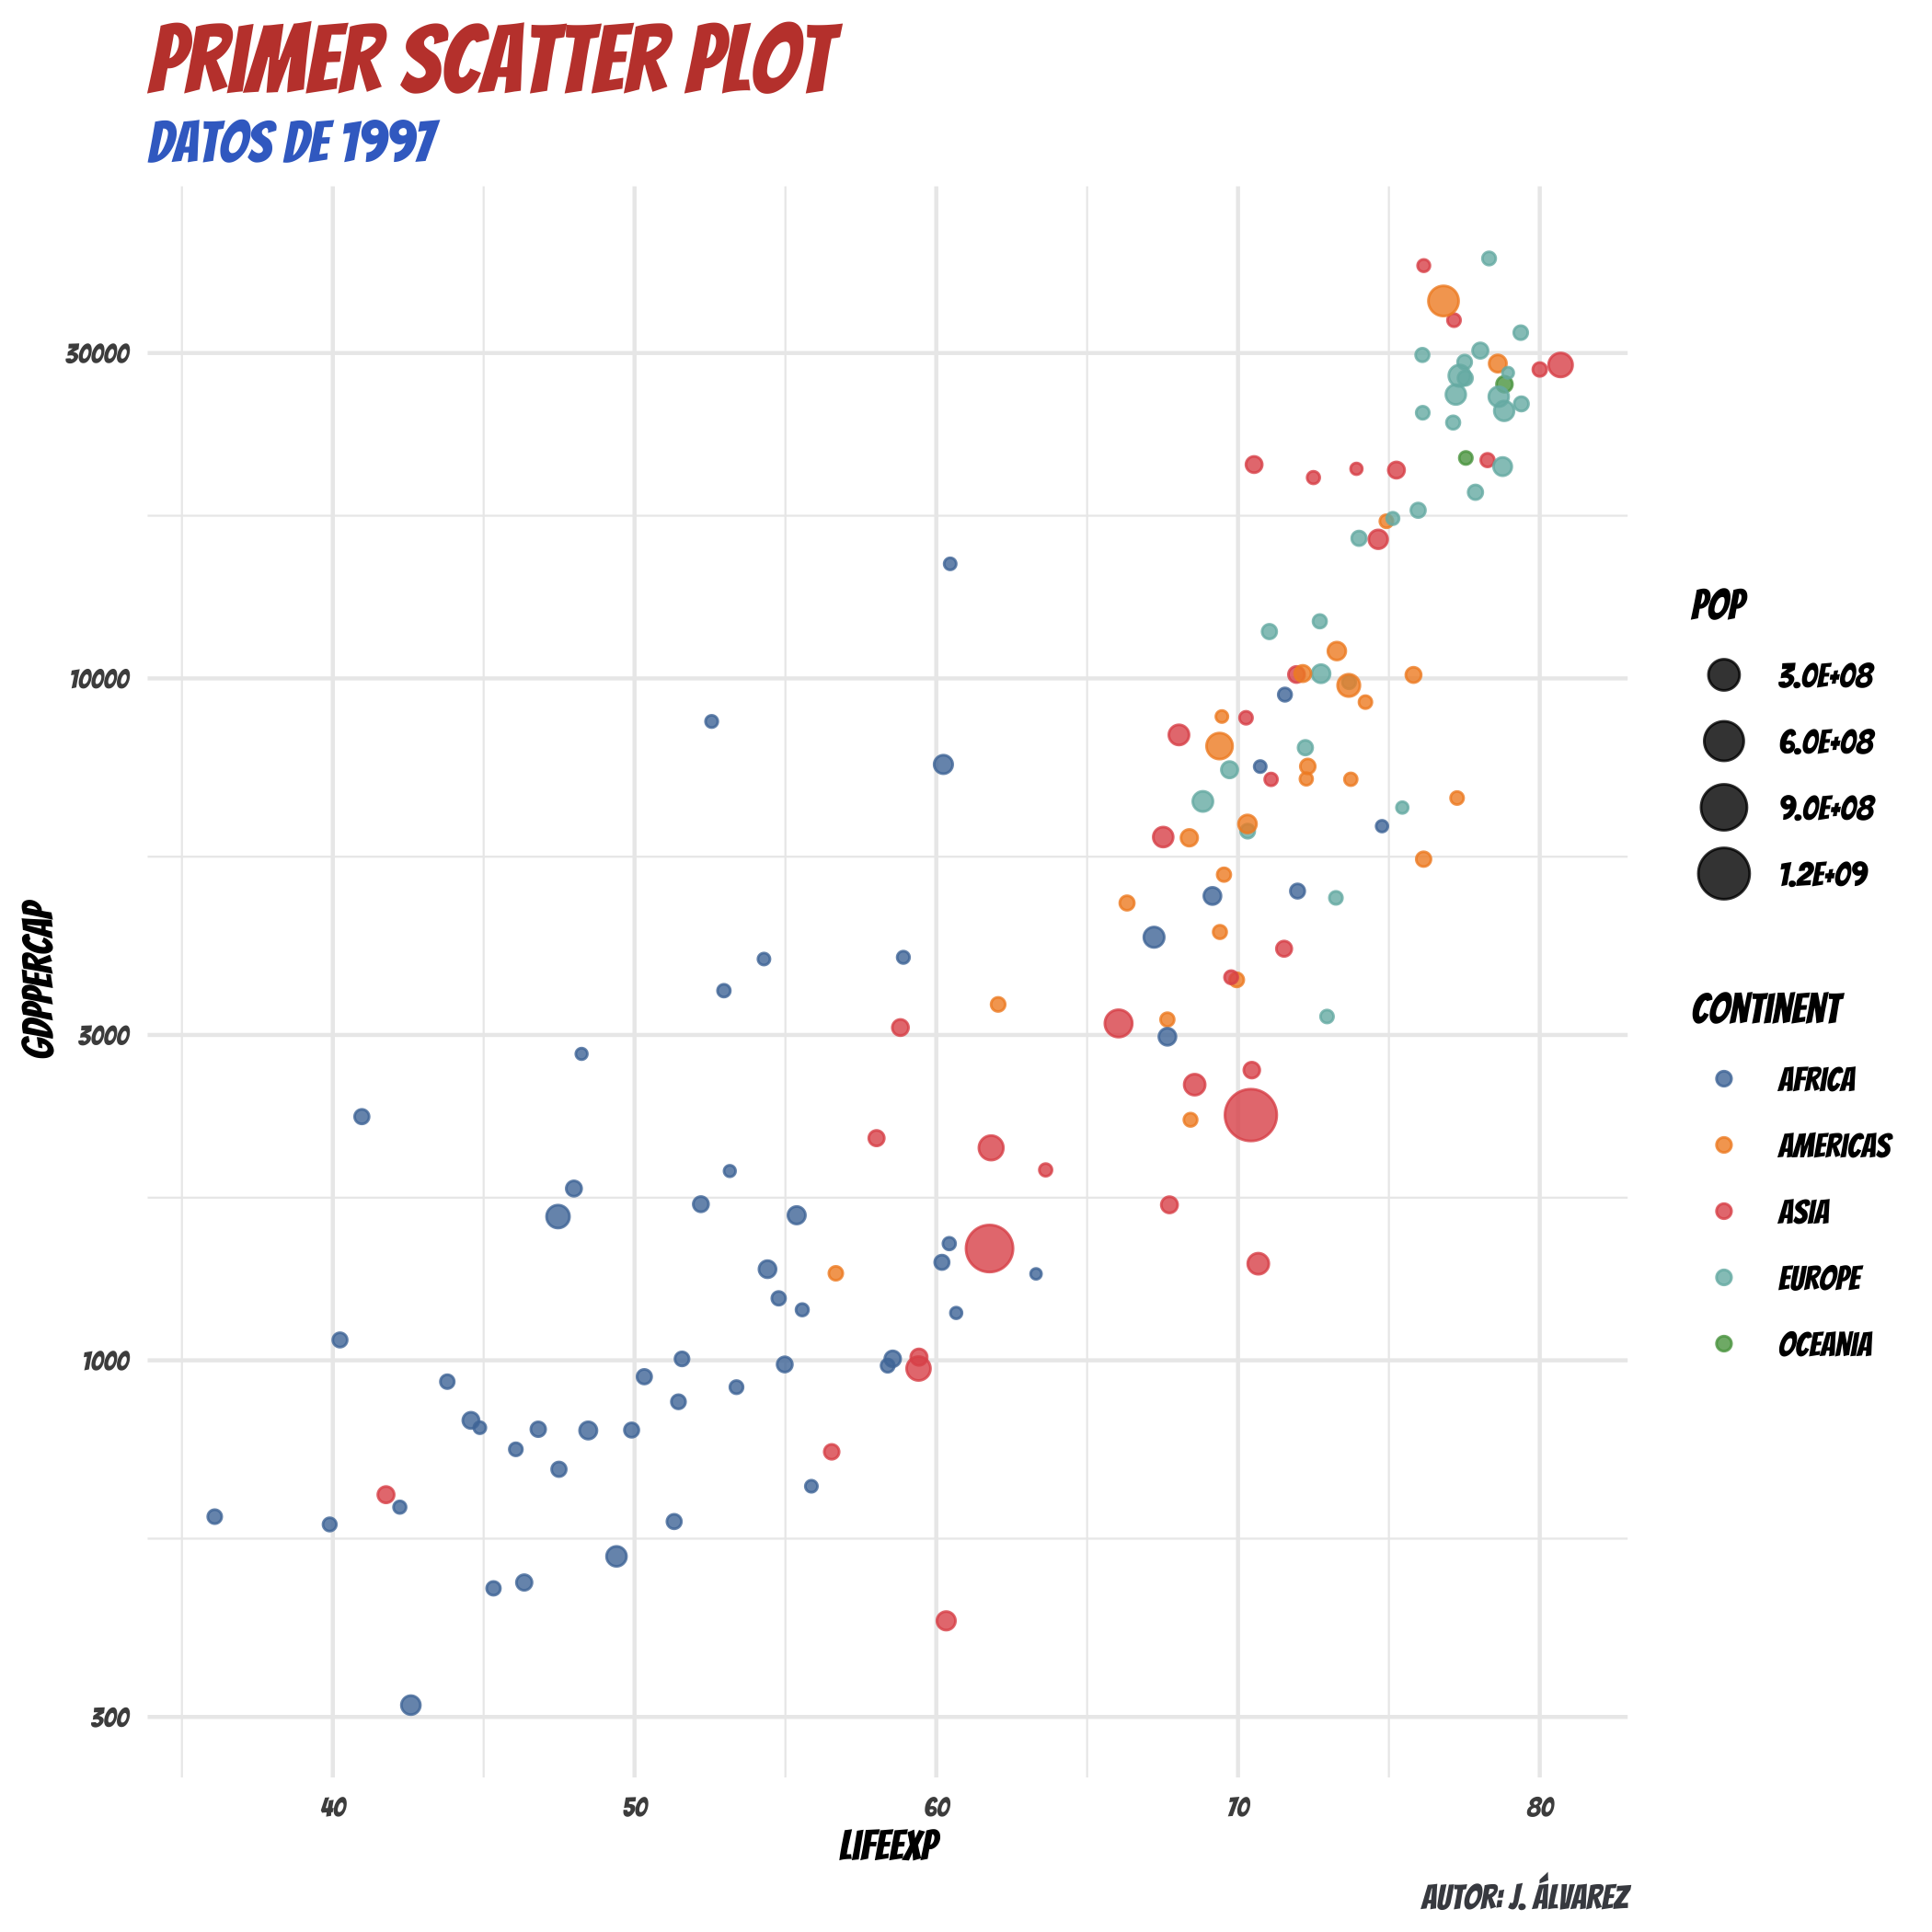 PRIMER SCATTER PLOT
DATOS DE 1997
GDPPERCAP
30000
10000
3000
1000
300
40 50 60 70 80
LIFEEXP
POP
3.0E+08
6.0E+08
9.0E+08
1.2E+09
CONTINENT
AFRICA
AMERICAS
ASIA
EUROPE
OCEANIA
AUTOR: J. ÁLVAREZ